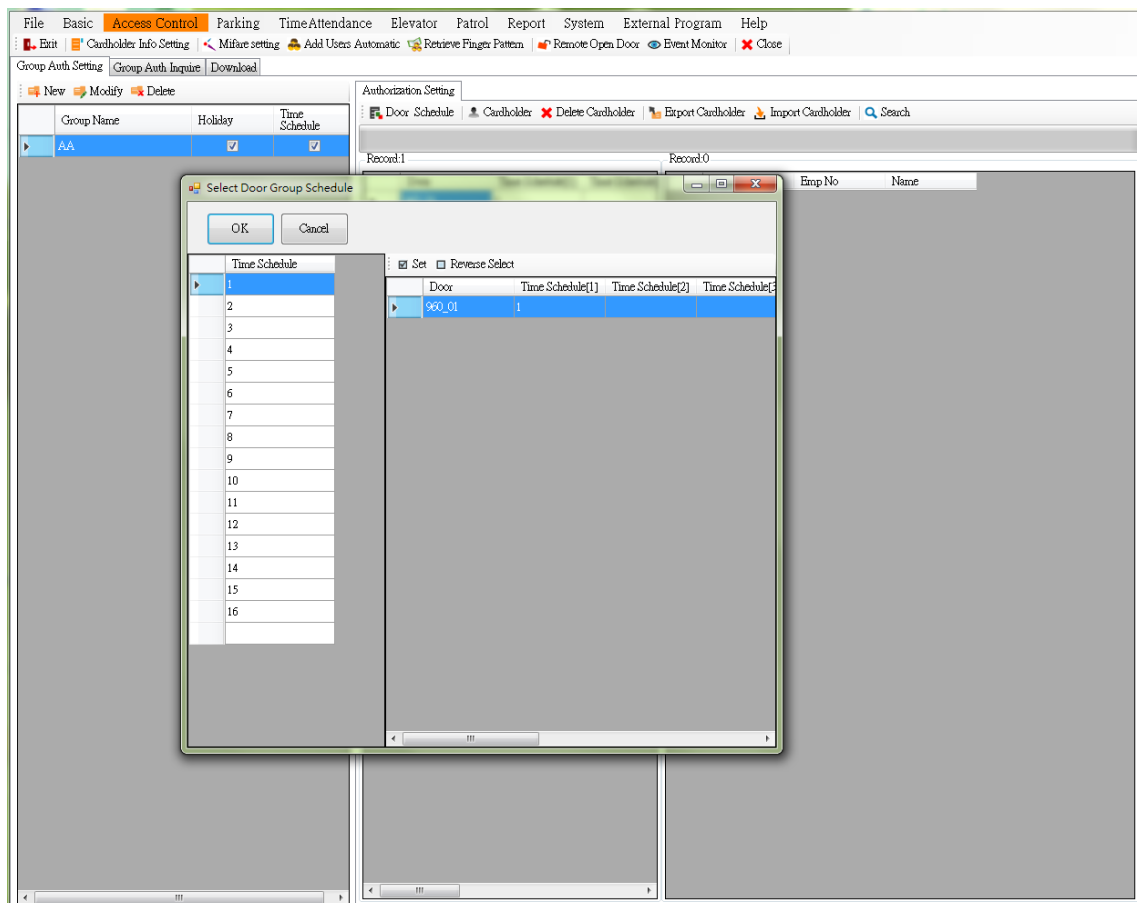 File Basic Access Control Parking TimeAttendance Elevator Patrol Report System External Program Help
Exit Cardholder Info Setting Mifare setting Add Users Automatic Retrieve Finger Pattern Remote Open Door Event Monitor Close
Group Auth Setting Group Auth Inquire Download
New Modify Delete
Authorization Setting
Door Schedule Cardholder Delete Cardholder Export Cardholder Import Cardholder Search
Group Name Holiday Time Schedule
AA
Record:1 Record:0
Emp No Name
Select Door Group Schedule
OK Cancel
Time Schedule
Set Reverse Select
Door Time Schedule[1] Time Schedule[2] Time Schedule[3
960_01 1
1
2
3
4
5
6
7
8
9
10
11
12
13
14
15
16